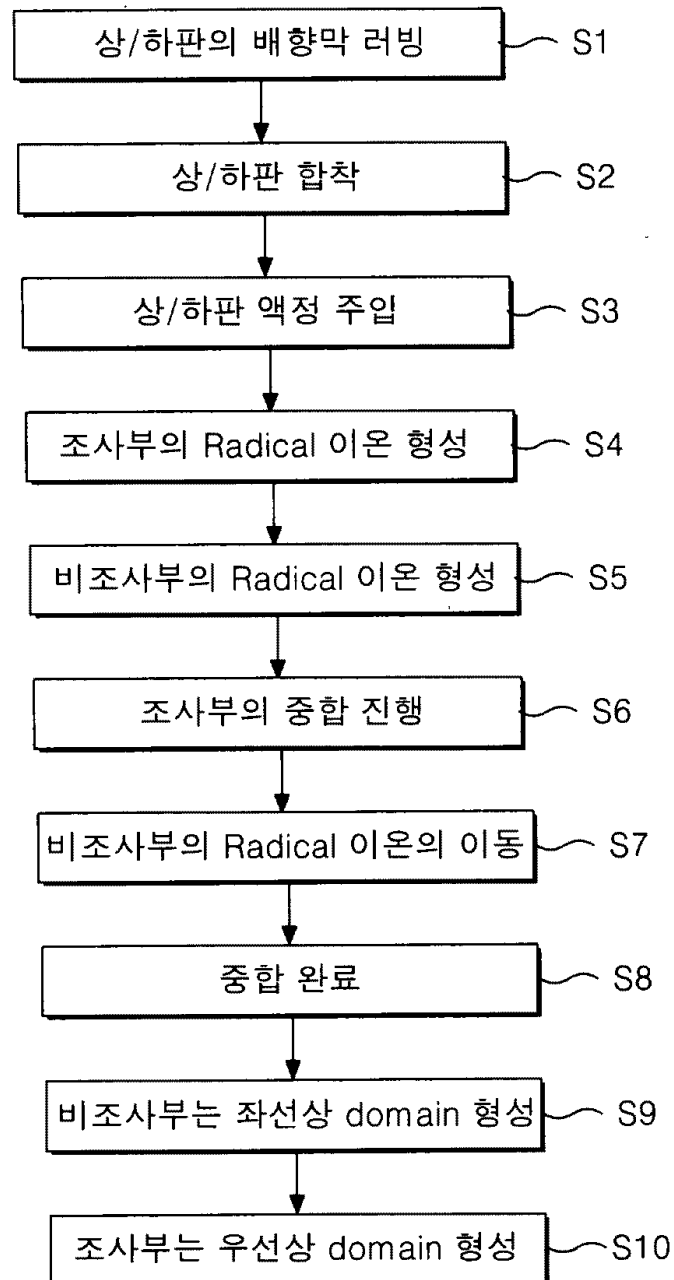 상/하판의 배향막 러빙 S1
상/하판 합착 S2
상/하판 액정 주입 S3
조사부의 Radical 이온 형성 S4
비조사부의 Radical 이온 형성 S5
조사부의 중합 진행 S6
비조사부의 Radical 이온의 이동 S7
중합 완료 S8
비조사부는 좌선상 domain 형성 S9
조사부는 우선상 domain 형성 S10